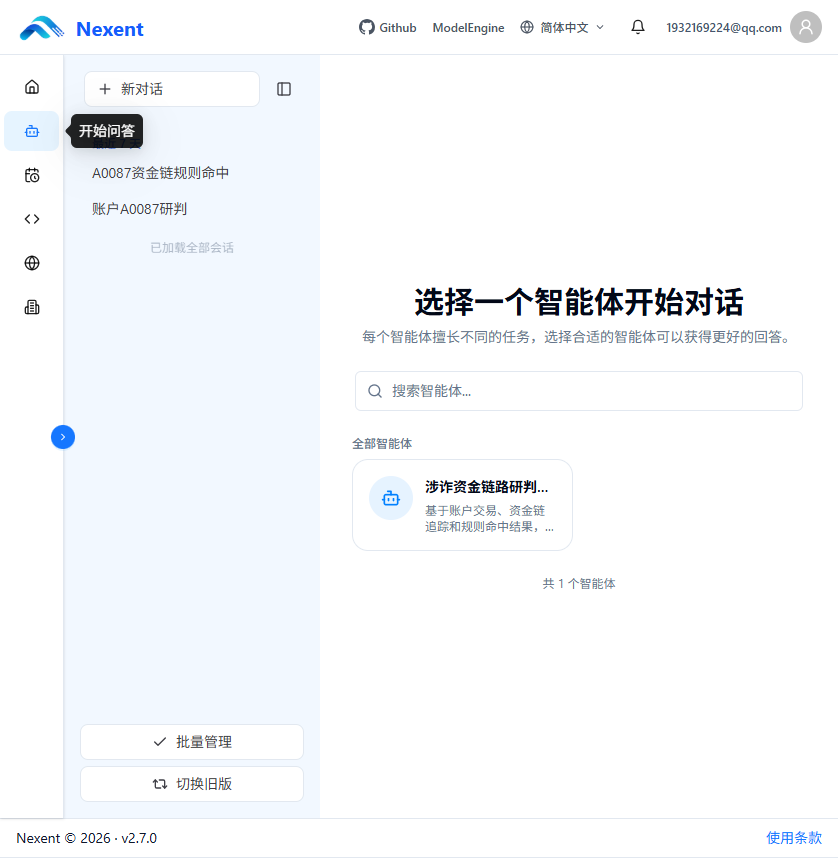 Nexent
Github
ModelEngine
简体中文
1932169224@qq.com
新对话
开始问答
A0087资金链规则命中
账户A0087研判
已加载全部会话
选择一个智能体开始对话
每个智能体擅长不同的任务，选择合适的智能体可以获得更好的回答。
搜索智能体...
全部智能体
涉诈资金链路研判...
基于账户交易、资金链
追踪和规则命中结果，...
共 1 个智能体
批量管理
切换旧版
Nexent © 2026 · v2.7.0
使用条款